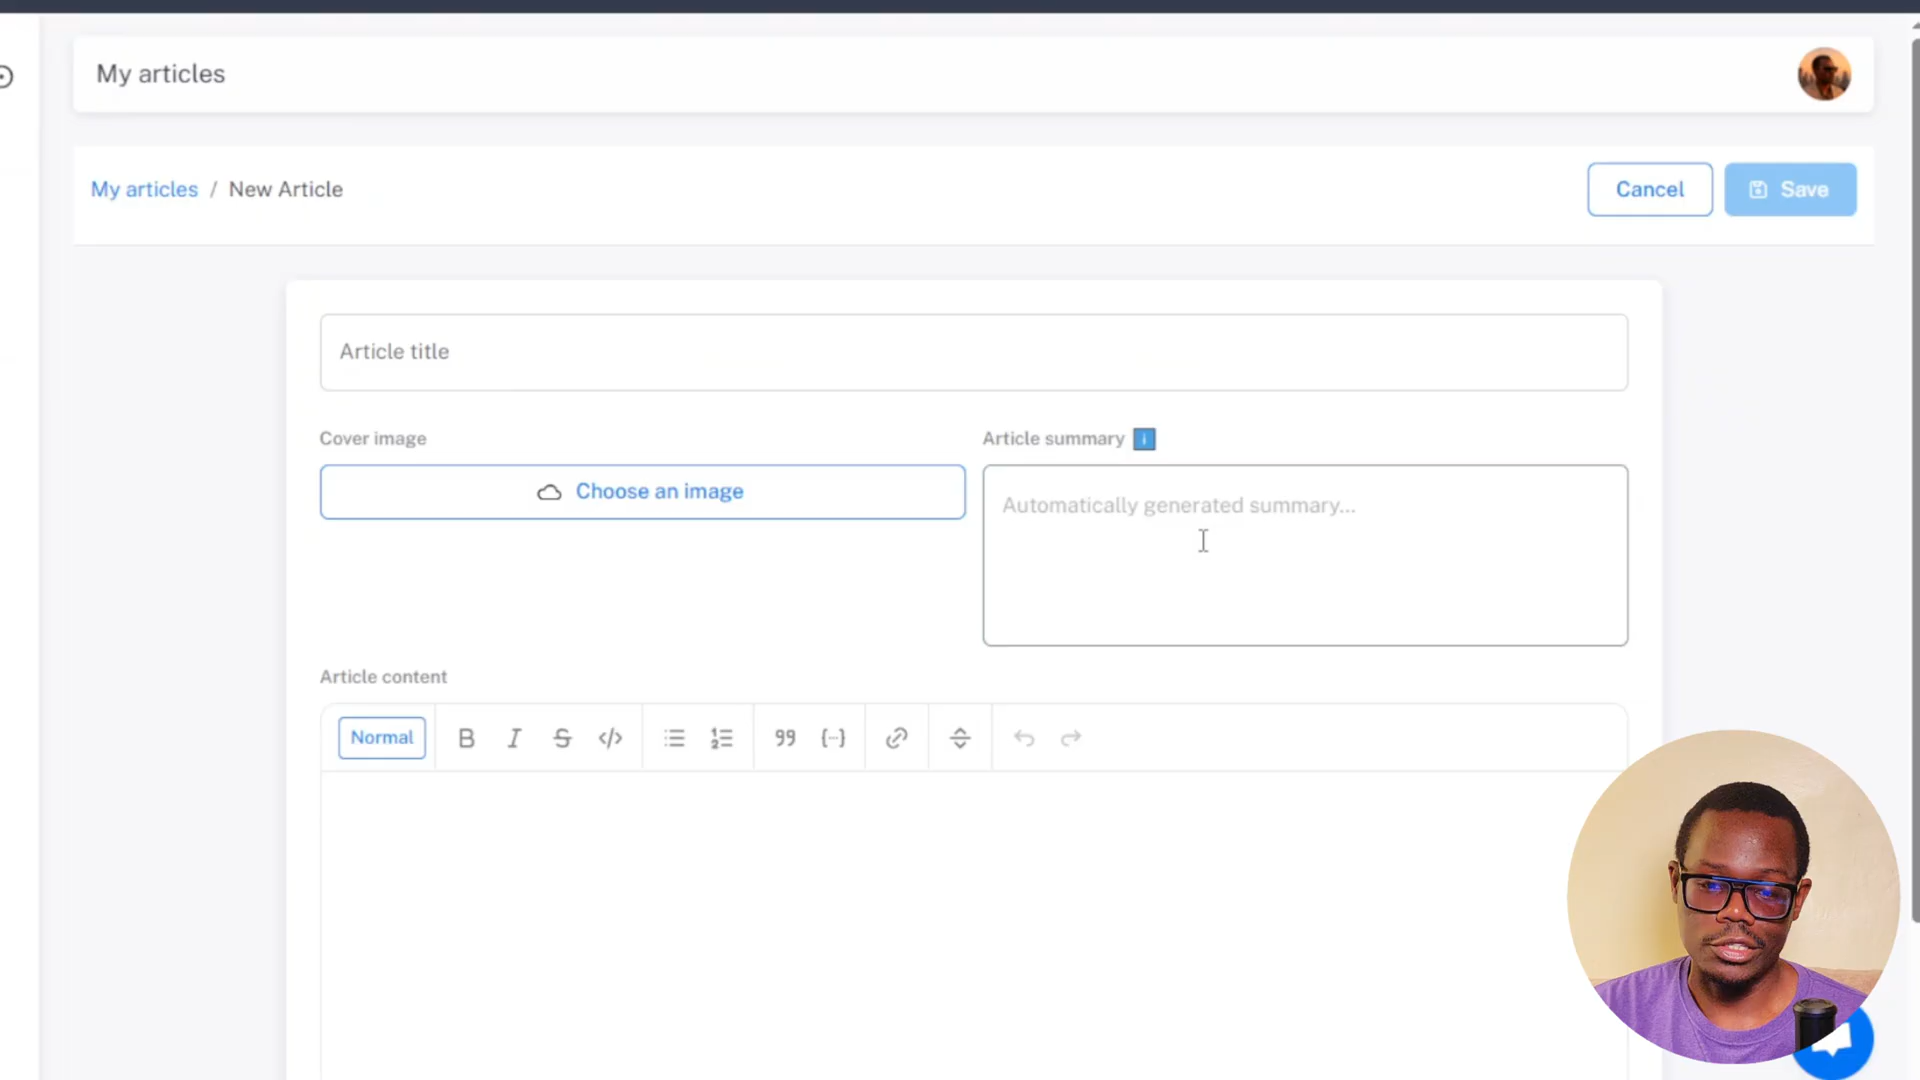 My articles
My articles / New Article
Cancel
Save
Article title
Cover image
Article summary i
Choose an image
Automatically generated summary...
Article content
Normal